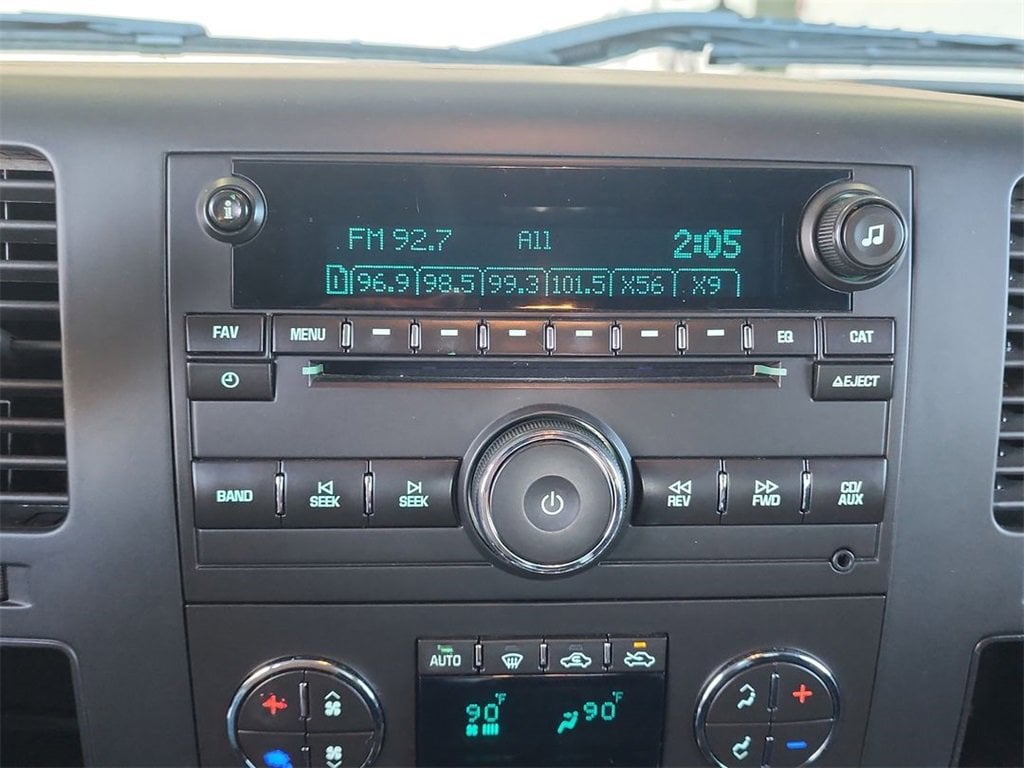 FM 92.7 All 2:05
1 96.9 98.5 99.3 101.5 X56 X9
FAV MENU EQ CAT
EJECT
BAND SEEK SEEK REV FWD CD/
AUX
AUTO
90°F 90°F